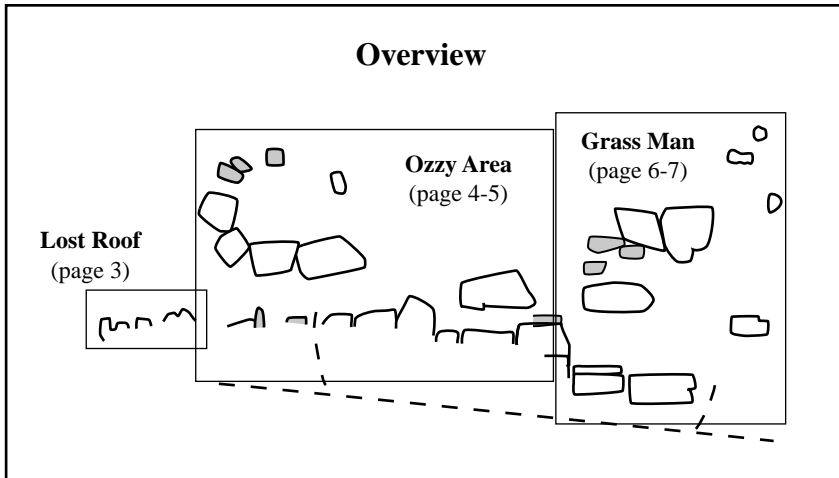 Overview
Grass Man
(page 6-7)
Ozzy Area
(page 4-5)
Lost Roof
(page 3)